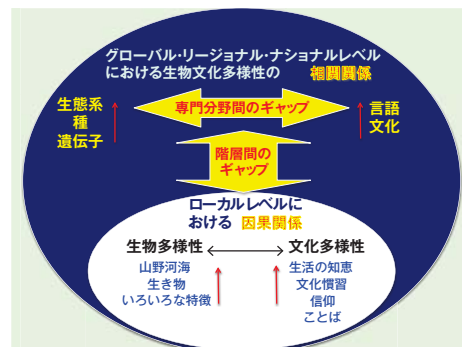 グローバル・リージョナル・ナショナルレベル
における生物文化多様性の 相関関係
生態系
種
遺伝子
専門分野間のギャップ
言語
文化
階層間の
ギャップ
ローカルレベルに
おける 因果関係
生物多様性
山野河海
生き物
いろいろな特徴
文化多様性
生活の知恵
文化慣習
信仰
ことば